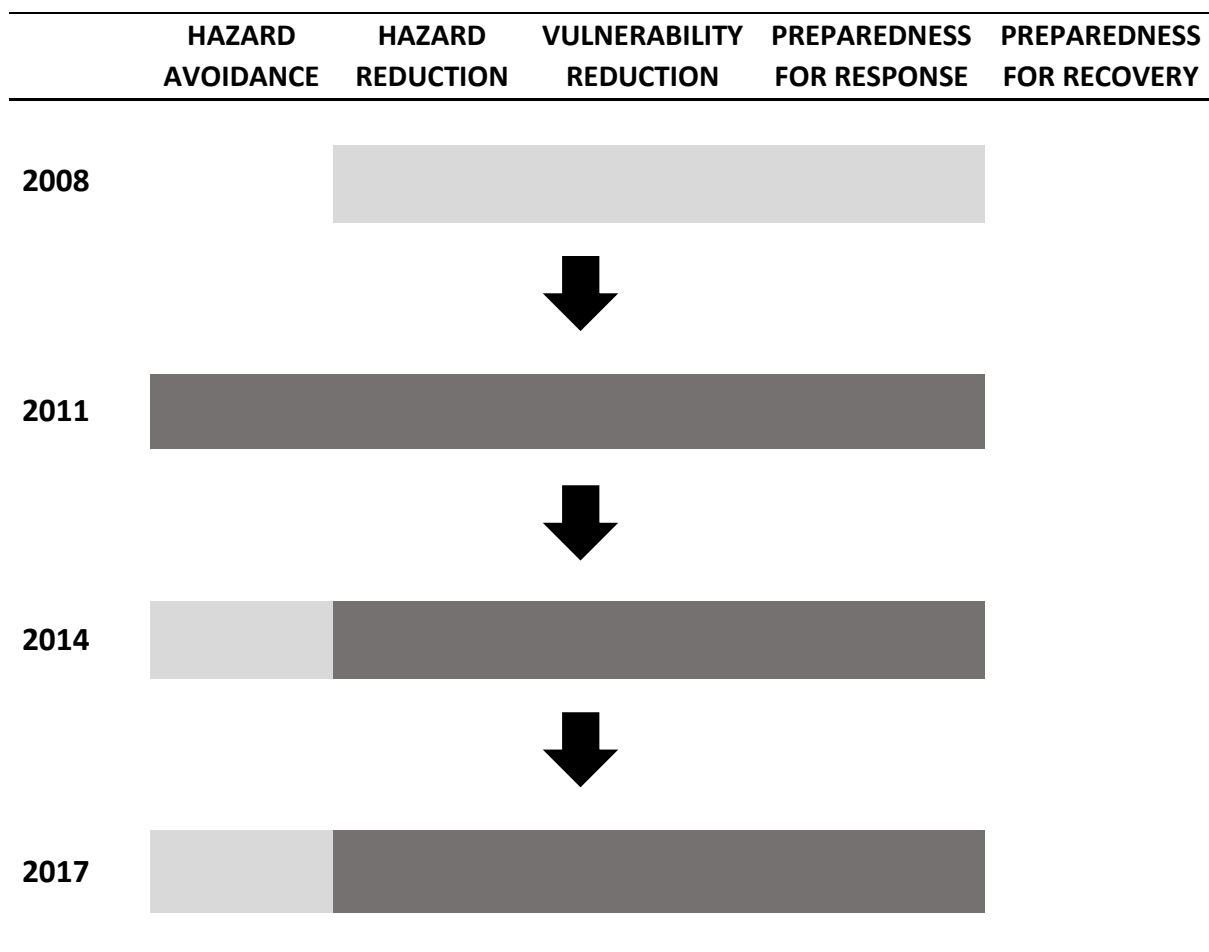 HAZARD AVOIDANCE
HAZARD REDUCTION
VULNERABILITY REDUCTION
PREPAREDNESS FOR RESPONSE
PREPAREDNESS FOR RECOVERY
2008
2011
2014
2017